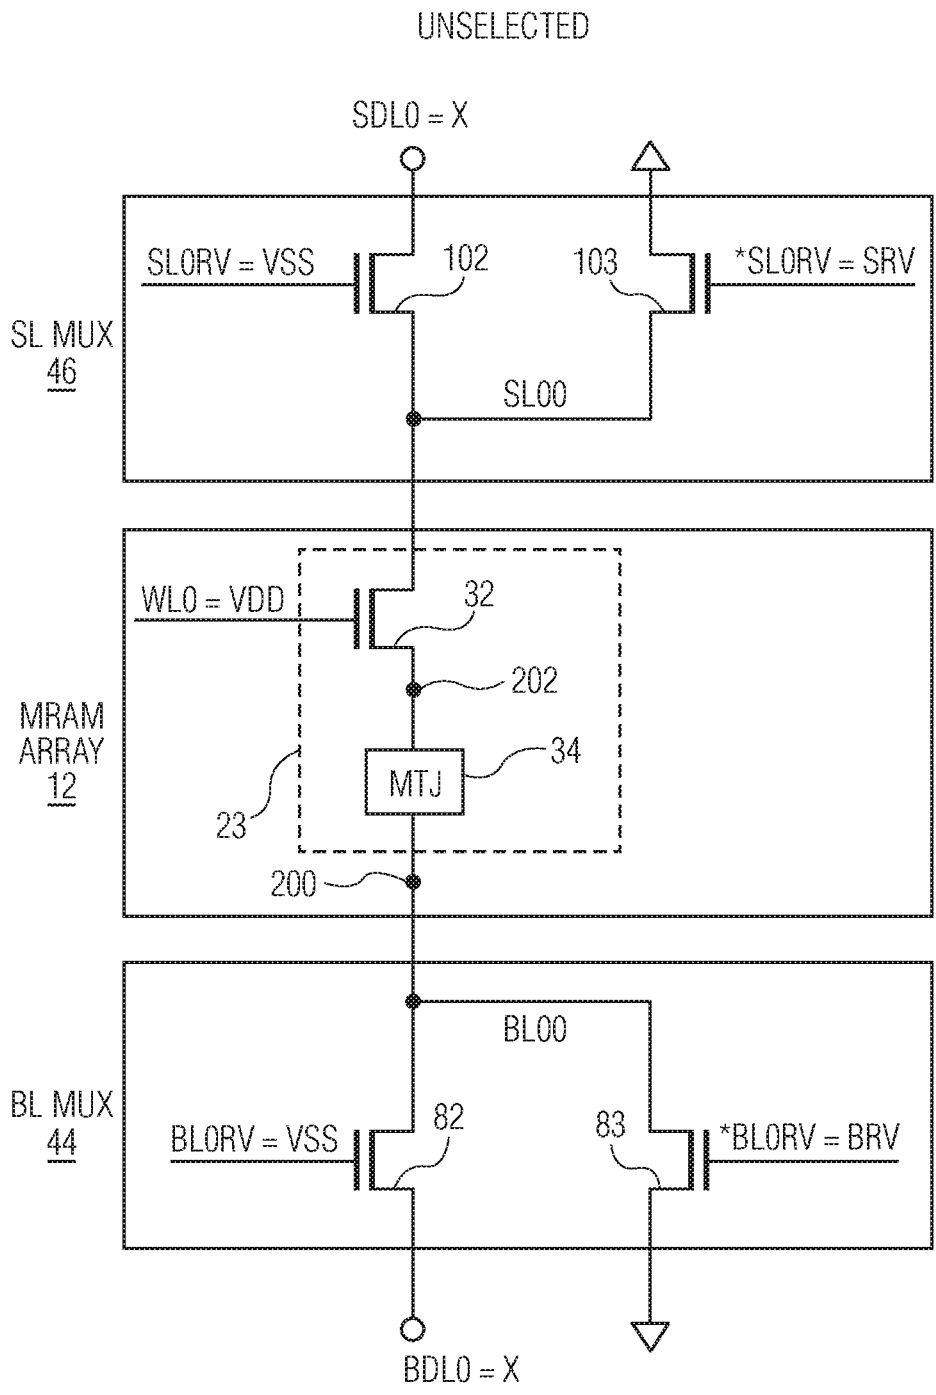 UNSELECTED
SDL0 = X
SL0RV = VSS
102
103
*SL0RV = SRV
SL MUX
46
SL00
WL0 = VDD
32
202
MRAM
ARRAY
12
MTJ
34
23
200
BL00
BL MUX
44
BL0RV = VSS
82
83
*BL0RV = BRV
BDL0 = X